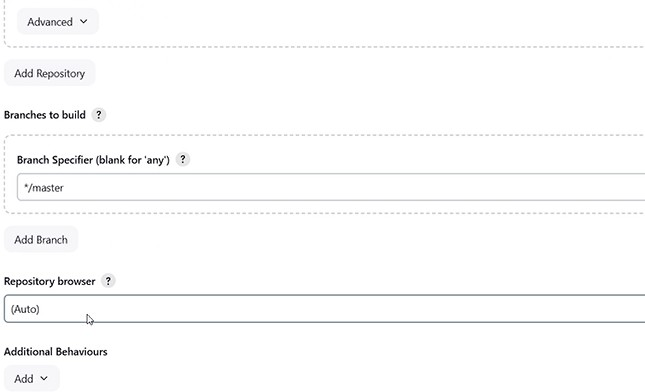 Advanced
Add Repository
Branches to build ?
Branch Specifier (blank for 'any') ?
*/master
Add Branch
Repository browser ?
(Auto)
Additional Behaviours
Add